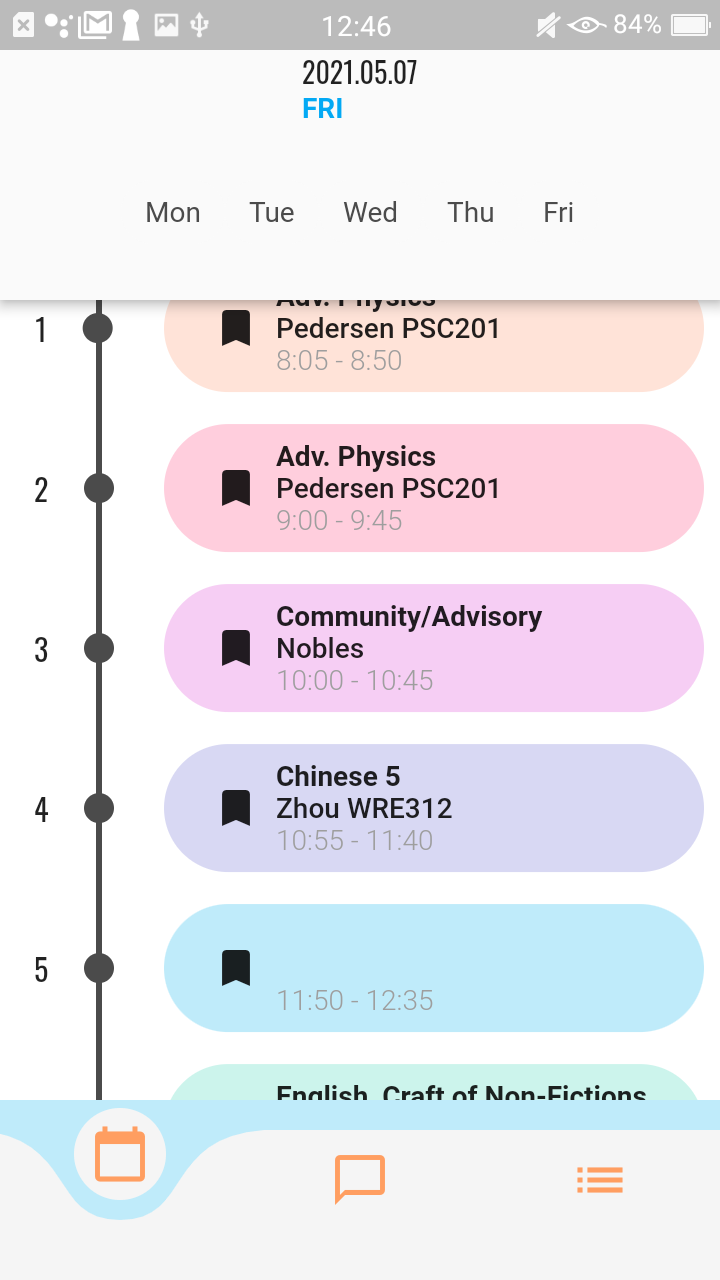 12:46
84%
2021.05.07
FRI
Mon Tue Wed Thu Fri
Adv. Physics
1
Pedersen PSC201
8:05 - 8:50
Adv. Physics
2
Pedersen PSC201
9:00 - 9:45
Community/Advisory
3
Nobles
10:00 - 10:45
Chinese 5
4
Zhou WRE312
10:55 - 11:40
5
11:50 - 12:35
English, Craft of Non-Fictions